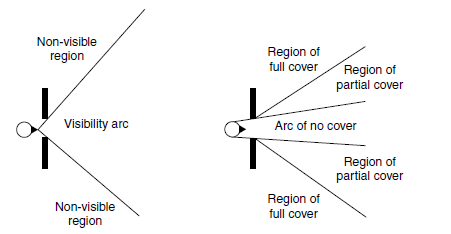 Non-visible
region
Visibility arc
Non-visible
region
Region of
full cover
Region of
partial cover
Arc of no cover
Region of
partial cover
Region of
full cover